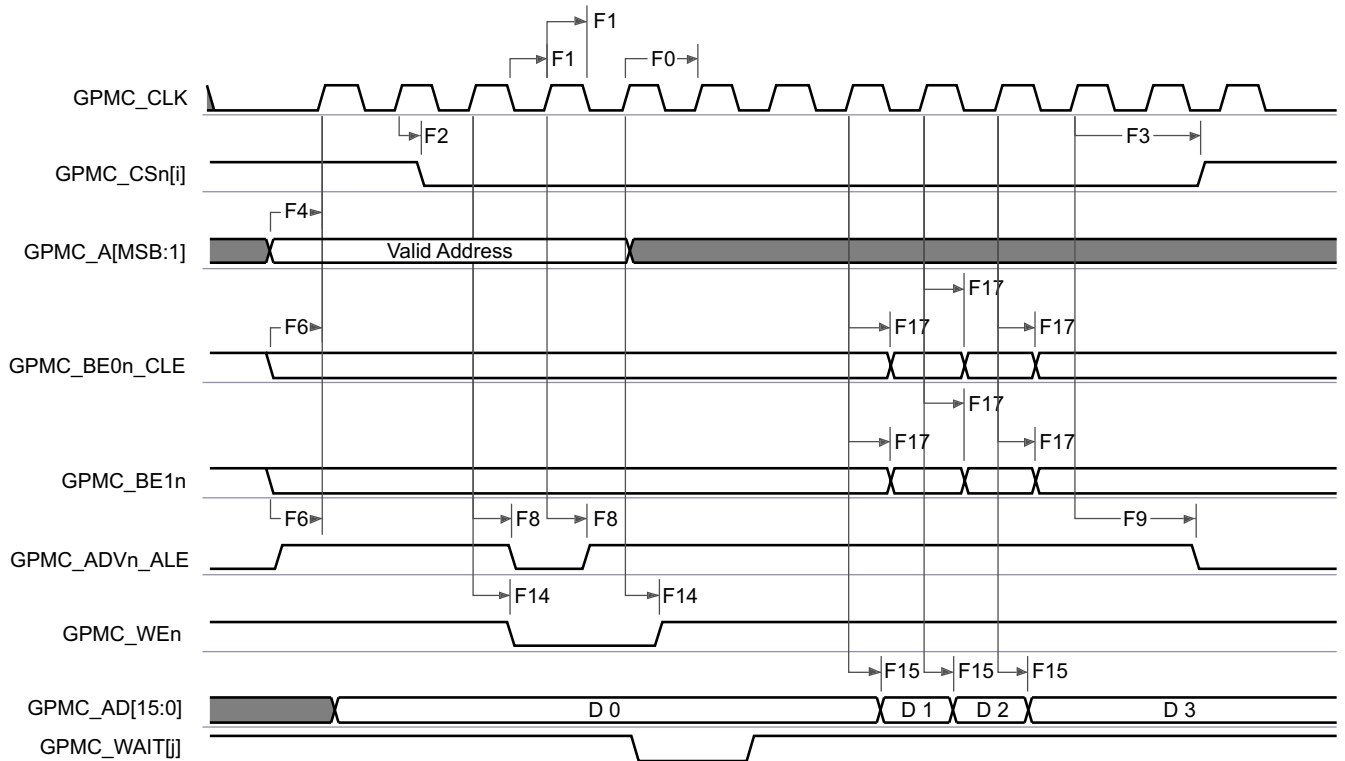 F1
F1
F0
GPMC_CLK
F2
F3
GPMC_CSn[i]
F4
GPMC_A[MSB:1]
Valid Address
F17
F6
F17
F17
GPMC_BE0n_CLE
F17
F17
F17
GPMC_BE1n
F6
F8
F8
F9
GPMC_ADVn_ALE
F14
F14
GPMC_WEn
F15
F15
F15
GPMC_AD[15:0]
D 0
D 1
D 2
D 3
GPMC_WAIT[j]